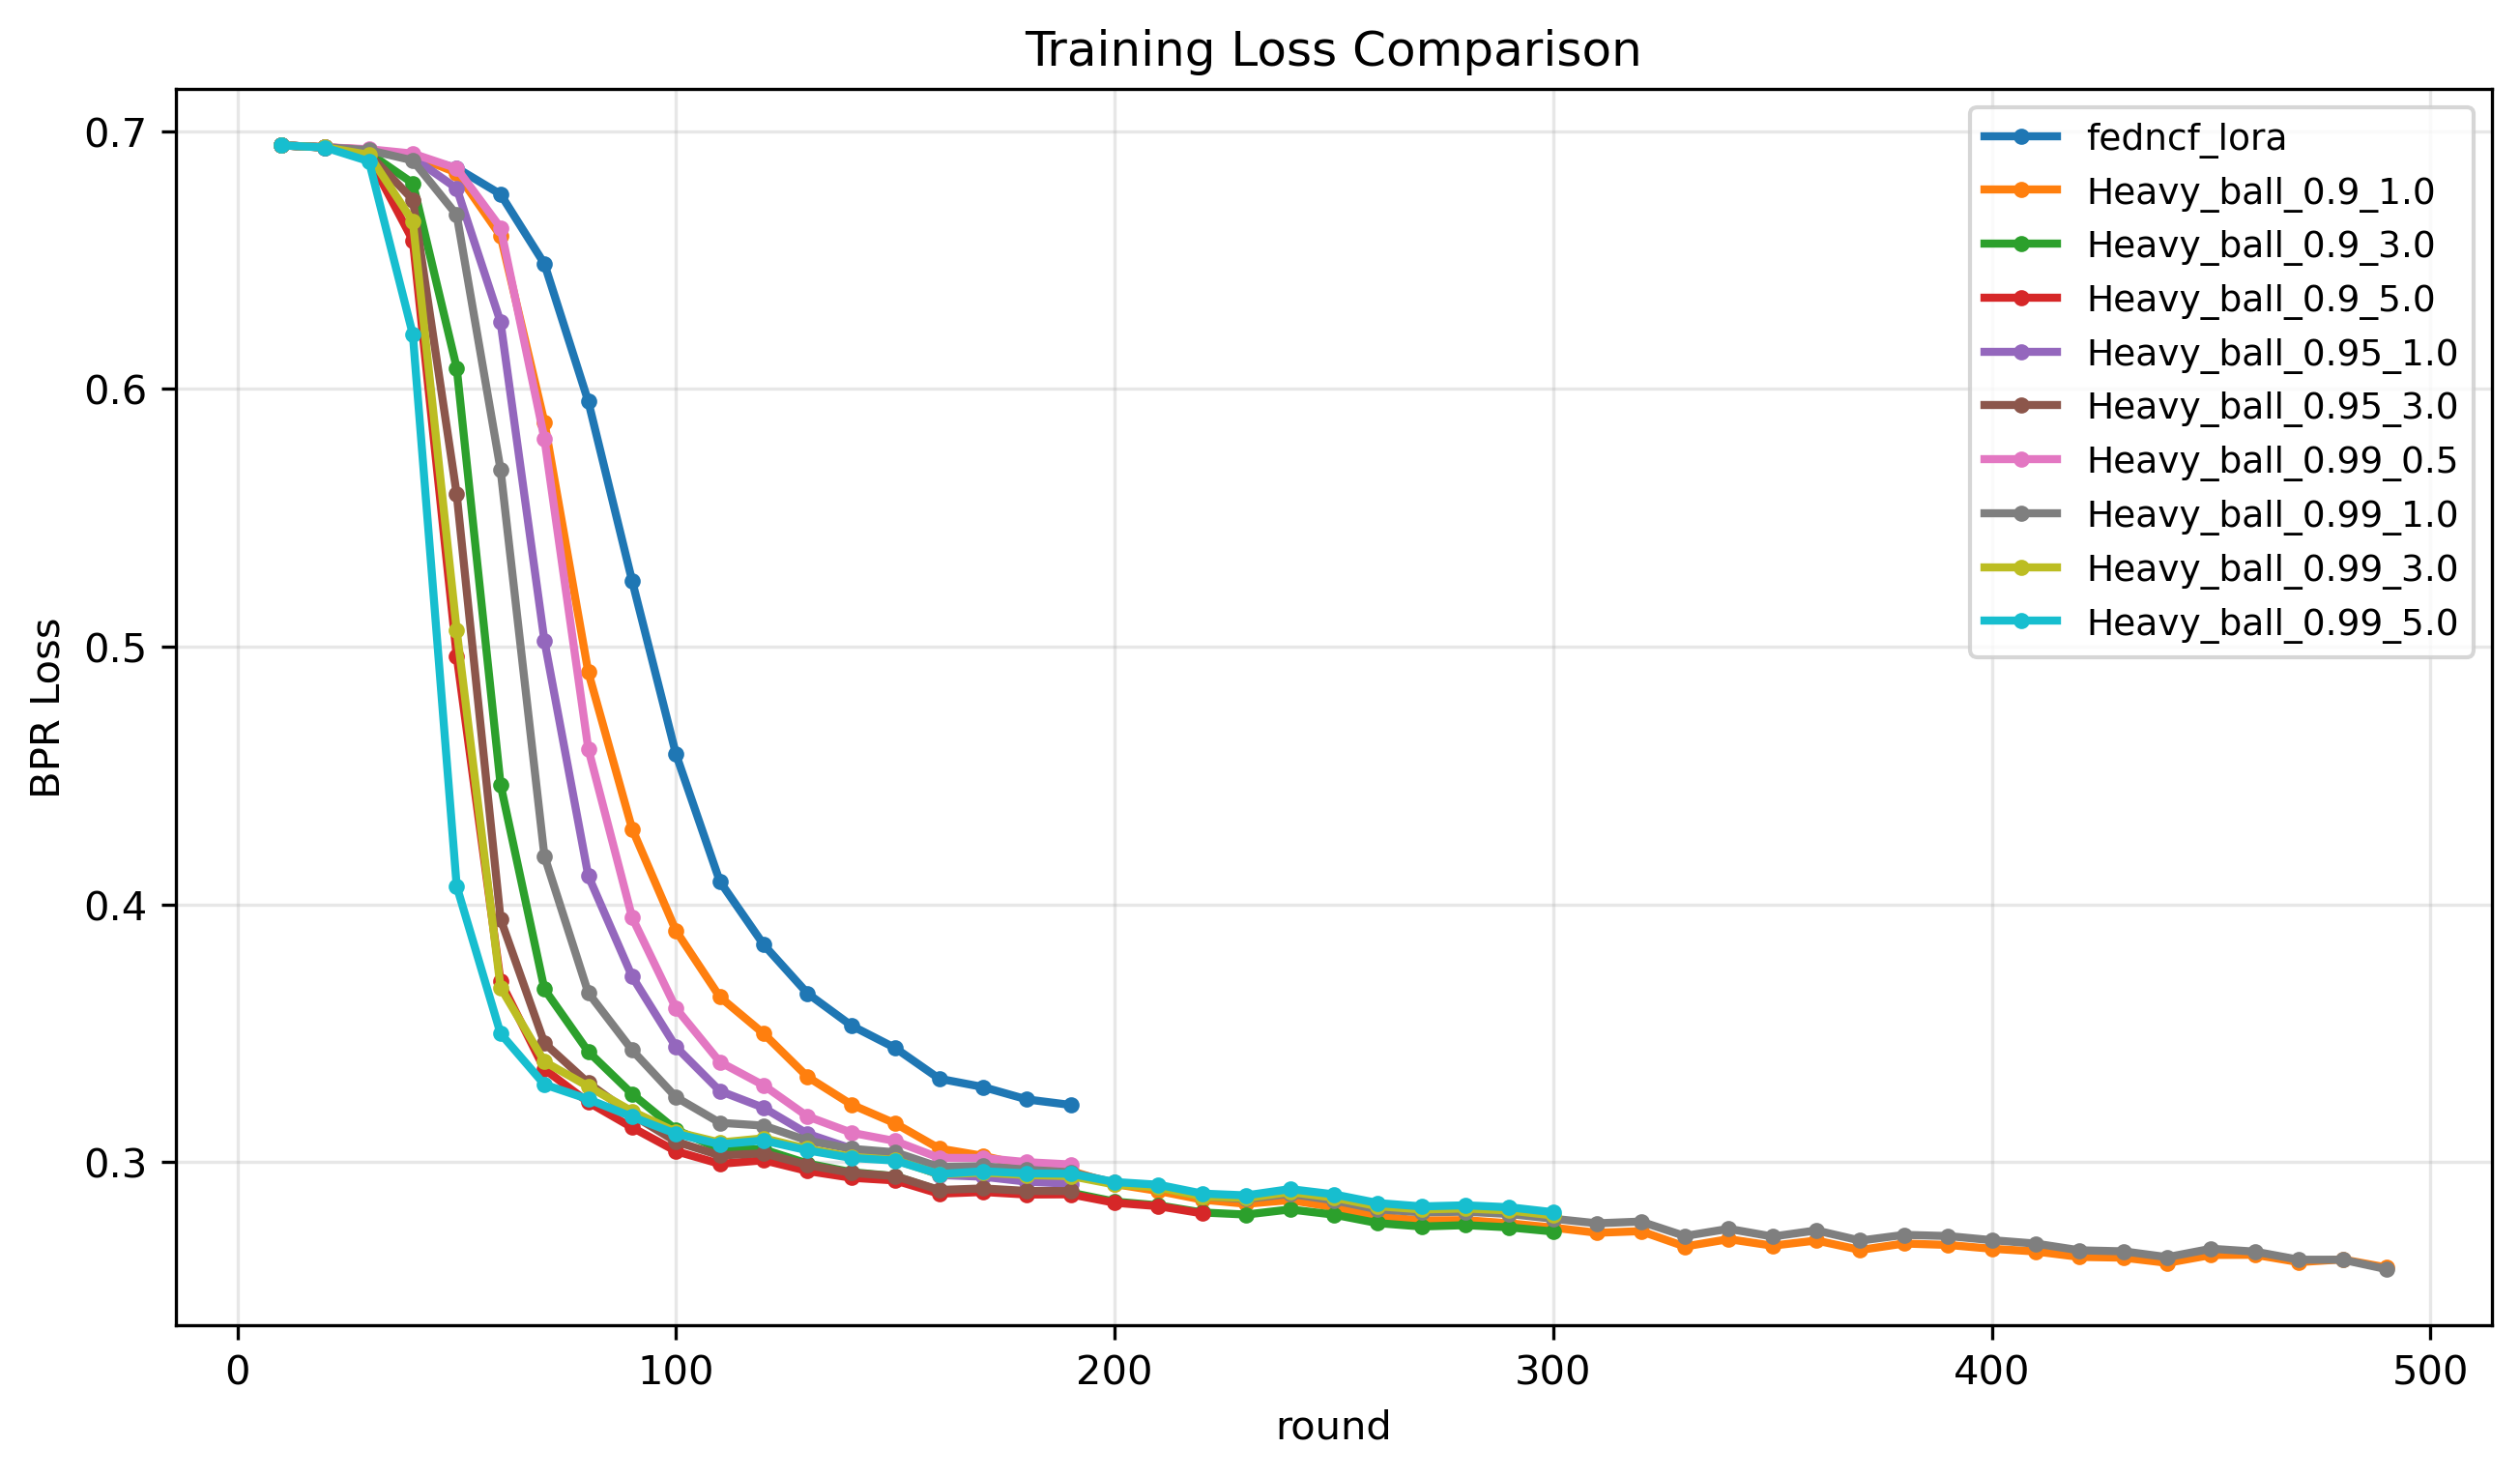 Training Loss Comparison
0.7
0.6
0.5
0.4
0.3
BPR Loss
fedncf_lora
Heavy_ball_0.9_1.0
Heavy_ball_0.9_3.0
Heavy_ball_0.9_5.0
Heavy_ball_0.95_1.0
Heavy_ball_0.95_3.0
Heavy_ball_0.99_0.5
Heavy_ball_0.99_1.0
Heavy_ball_0.99_3.0
Heavy_ball_0.99_5.0
0 100 200 300 400 500
round